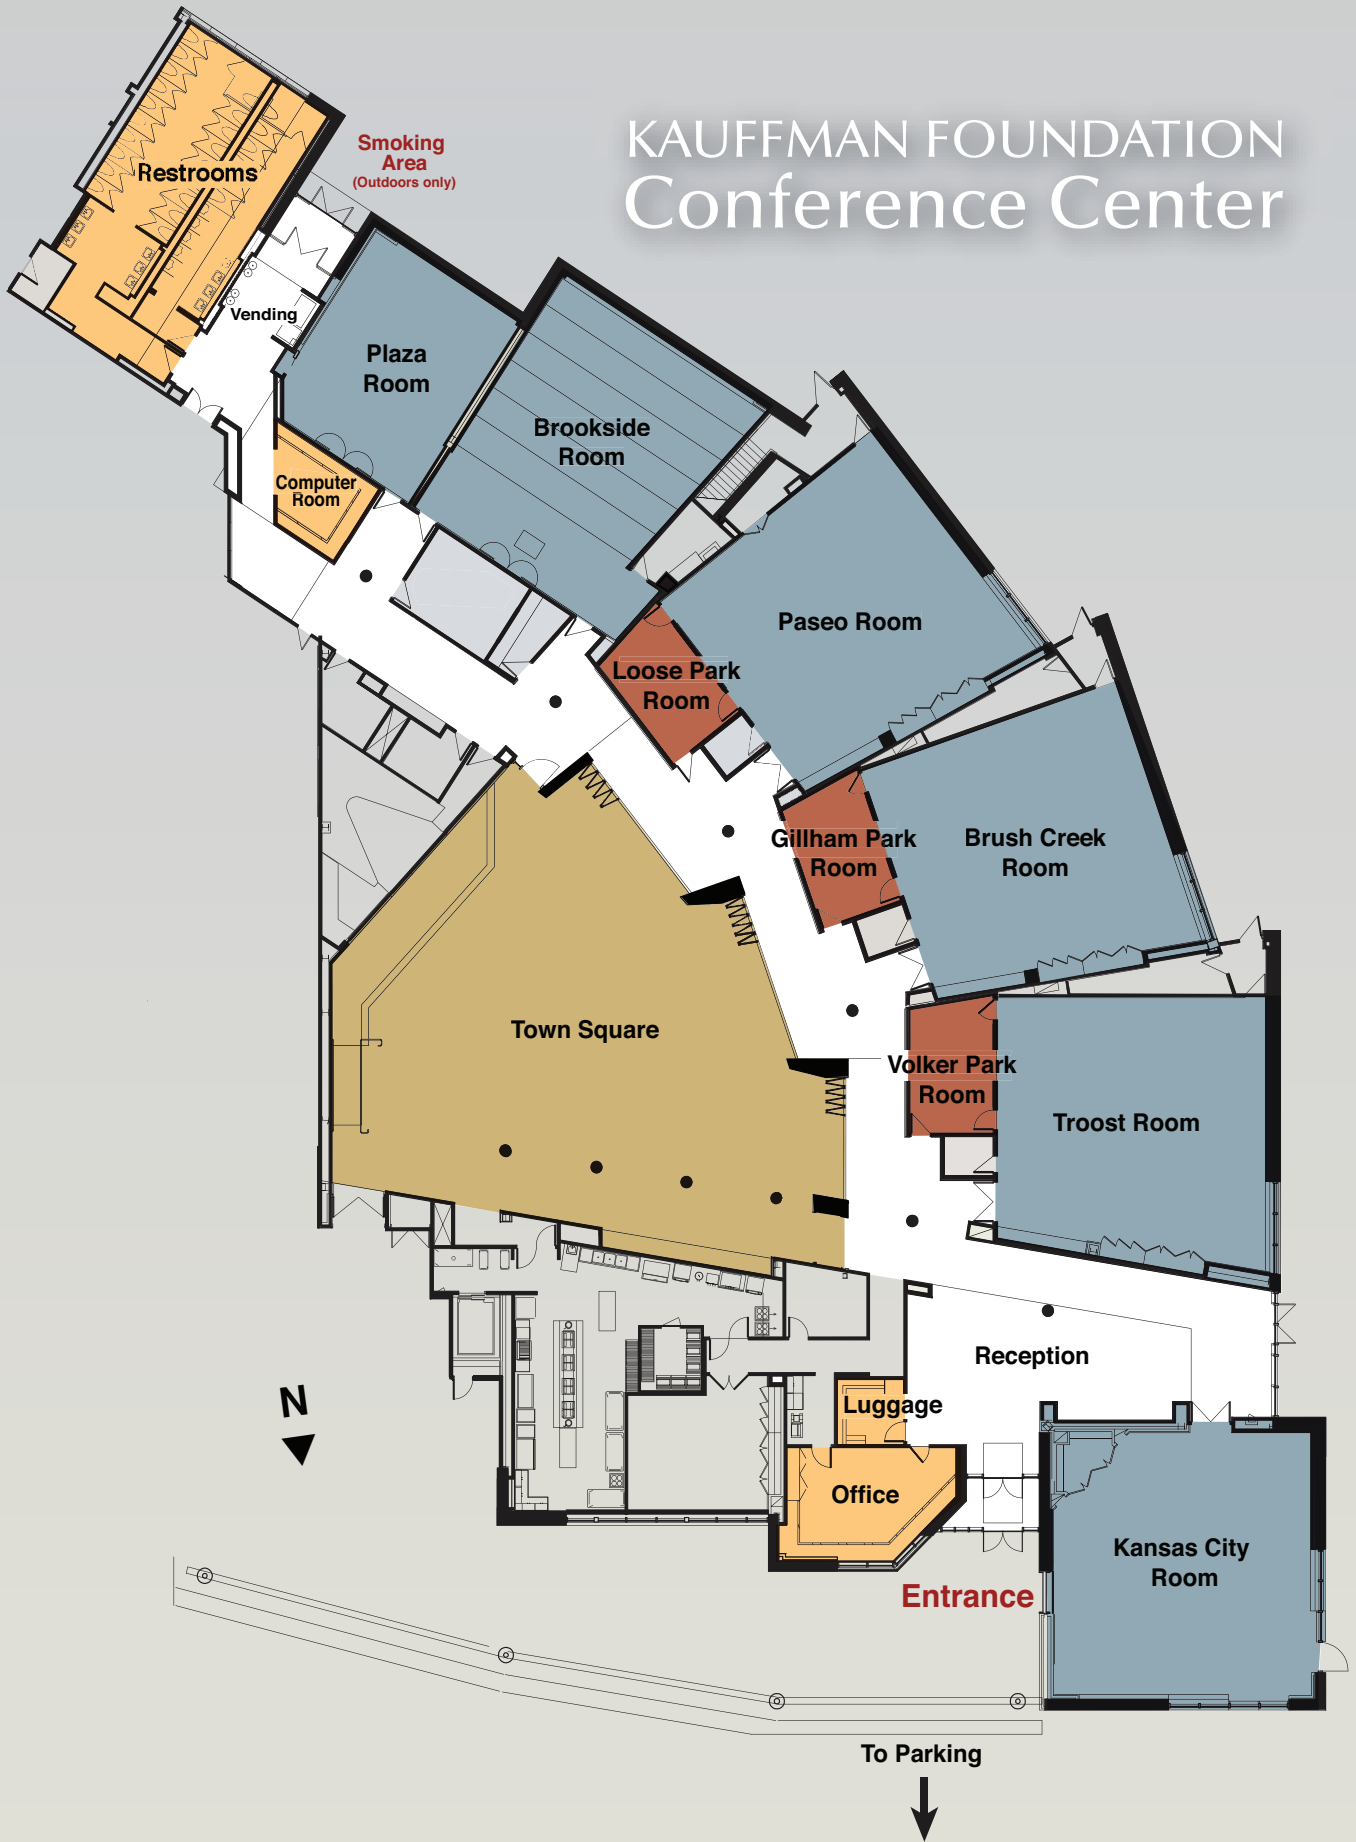 KAUFFMAN FOUNDATION
Conference Center
Smoking
Area
(Outdoors only)
Restrooms
Vending
Plaza
Room
Brookside
Room
Computer
Room
Paseo Room
Loose Park
Room
Gillham Park
Room
Brush Creek
Room
Town Square
Volker Park
Room
Troost Room
Reception
N
Luggage
Office
Kansas City
Room
Entrance
To Parking